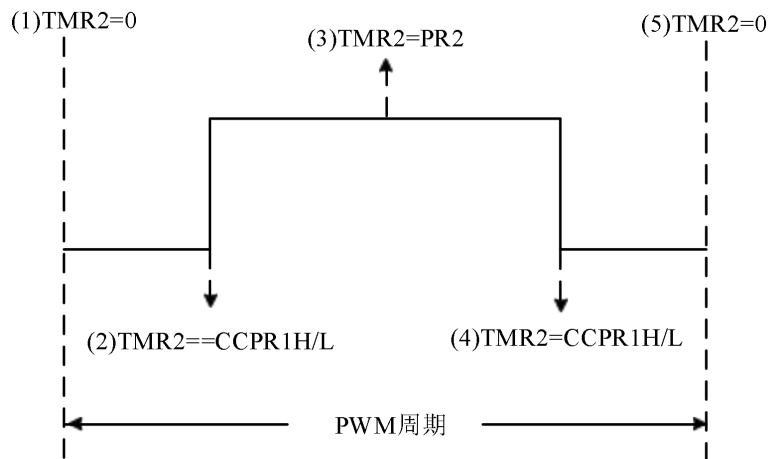 (1)TMR2=0
(3)TMR2=PR2
(5)TMR2=0
(2)TMR2==CCPR1H/L
(4)TMR2=CCPR1H/L
PWM周期